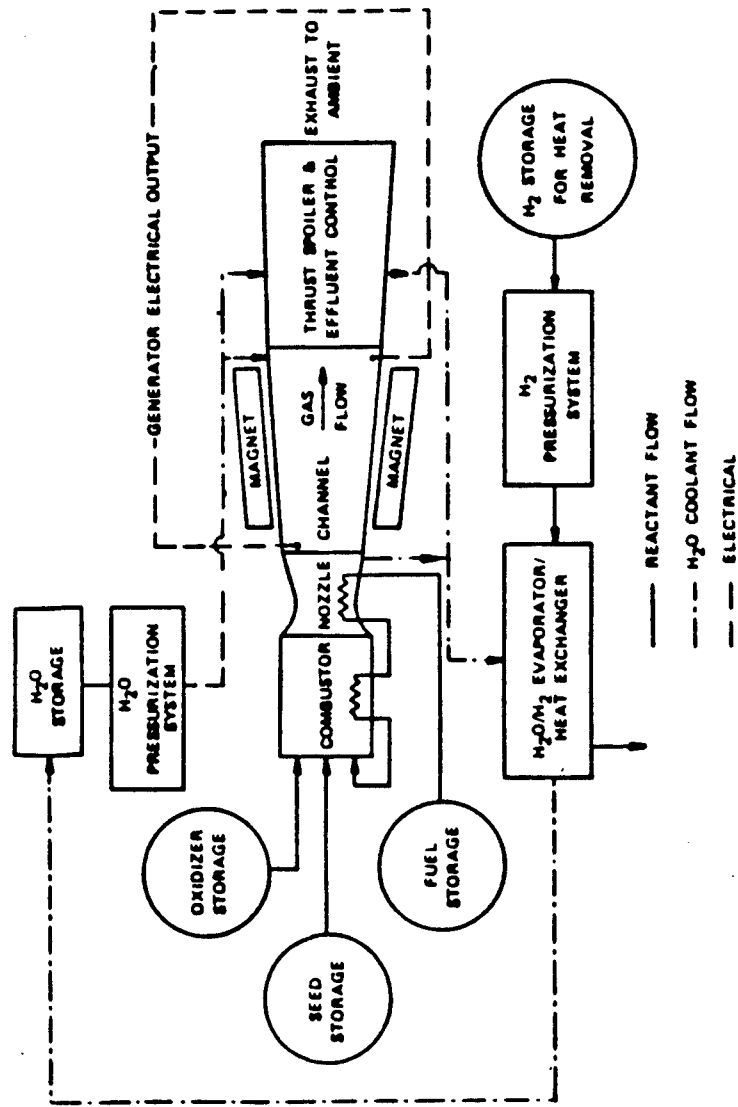 H₂O
STORAGE
H₂O
PRESSURIZATION
SYSTEM
GENERATOR ELECTRICAL OUTPUT
OXIDIZER
STORAGE
SEED
STORAGE
FUEL
STORAGE
COMBUSTOR
NOZZLE
MAGNET
CHANNEL
GAS
FLOW
MAGNET
THRUST SPOILER &
EFFLUENT CONTROL
EXHAUST TO
AMBIENT
H₂O/H₂ EVAPORATOR/
HEAT EXCHANGER
H₂
PRESSURIZATION
SYSTEM
H₂ STORAGE
FOR HEAT
REMOVAL
REACTANT FLOW
H₂O COOLANT FLOW
ELECTRICAL